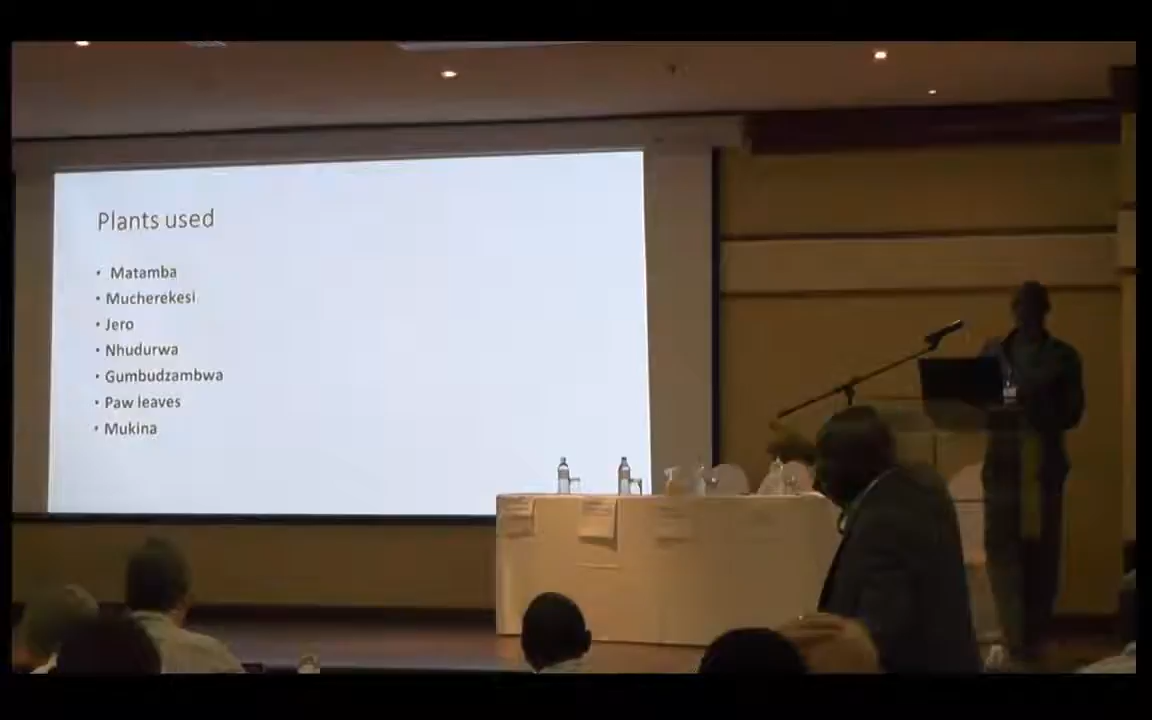 Plants used
• Matamba
• Mucherekesi
• Jero
• Nhudurwa
• Gumbudzambwa
• Paw leaves
• Mukina